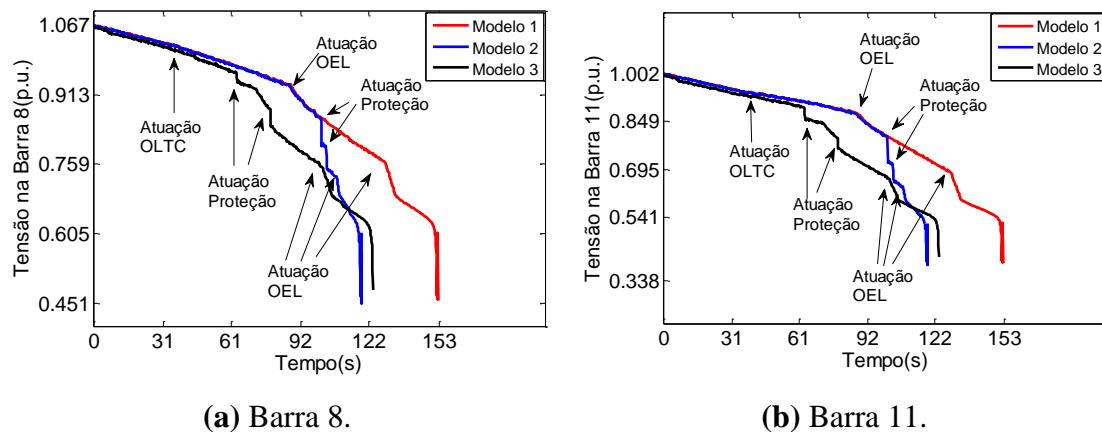 1.067
0.913
0.759
0.605
0.451
Tensão na Barra 8(p.u.)
0
31
61
92
122
153
Tempo(s)
Modelo 1
Modelo 2
Modelo 3
Atuação
OEL
Atuação
Proteção
Atuação
OLTC
Atuação
Proteção
Atuação
OEL
(a) Barra 8.
1.002
0.849
0.695
0.541
0.338
Tensão na Barra 11(p.u.)
0
31
61
92
122
153
Tempo(s)
Modelo 1
Modelo 2
Modelo 3
Atuação
OEL
Atuação
Proteção
Atuação
OLTC
Atuação
Proteção
Atuação
OEL
(b) Barra 11.